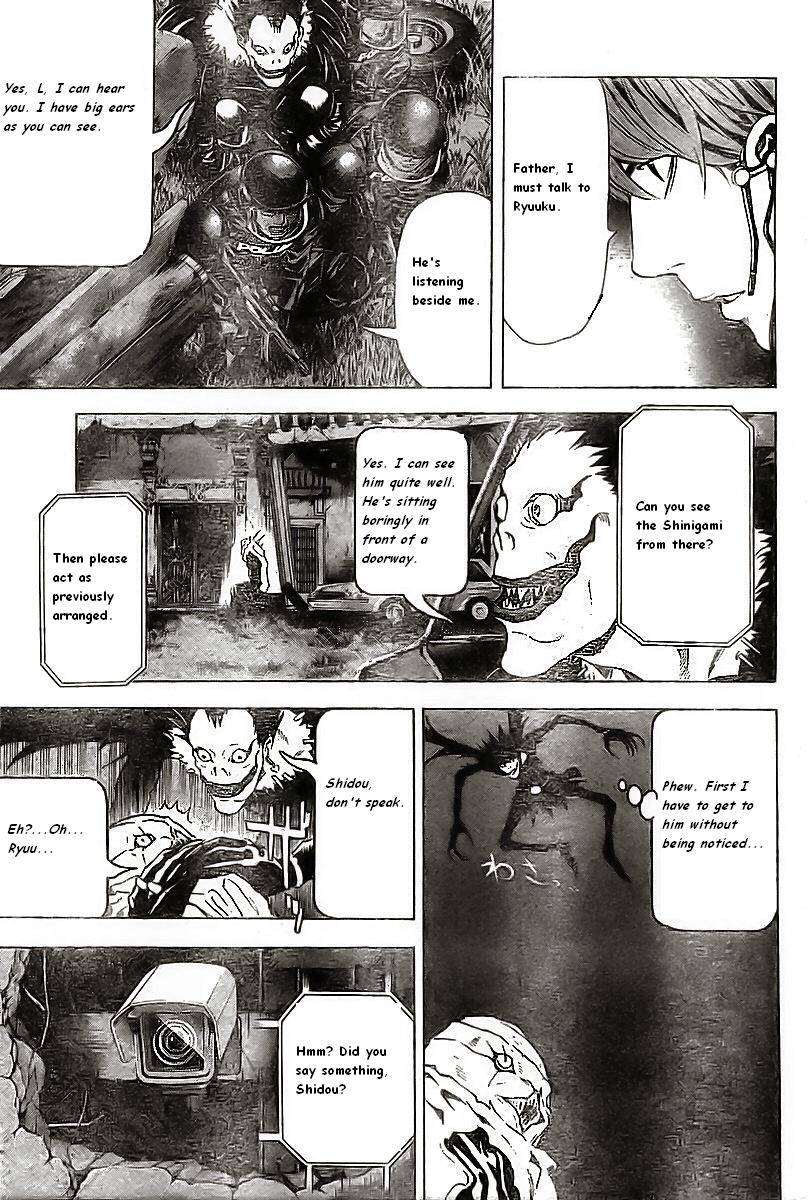 Yes, L, I can hear
you. I have big ears
as you can see.
Father, I
must talk to
Ryuuku.
He's
listening
beside me.
Can you see
the Shinigami
from there?
Yes. I can see
him quite well.
He's sitting
boringly in
front of a
doorway.
Then please
act as
previously
arranged.
Shidou,
don't speak.
Eh?...Oh...
Ryuu...
Phew. First I
have to get to
him without
being noticed...
わさっ
Hmm? Did you
say something,
Shidou?